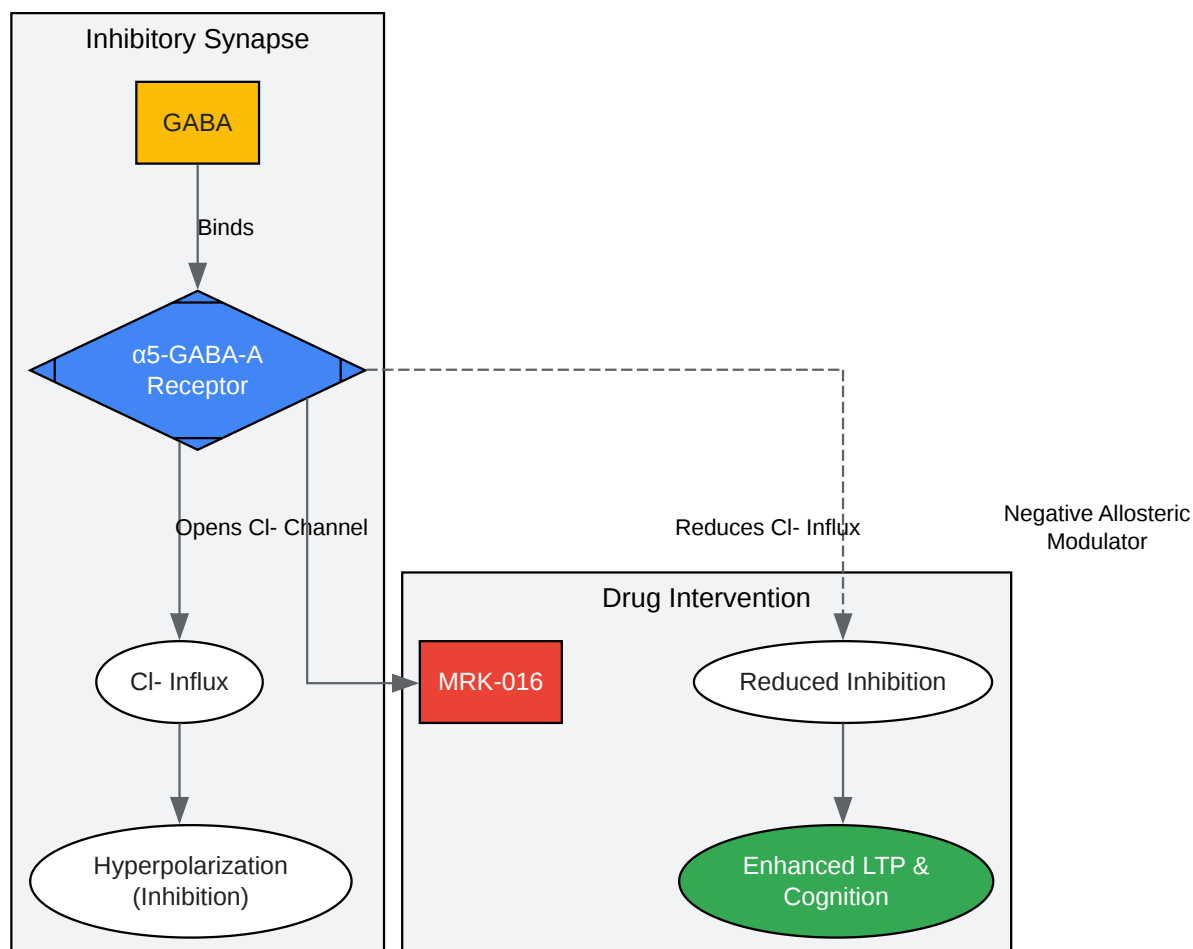 Inhibitory Synapse
GABA
Binds
α5-GABA-A
Receptor
Opens Cl- Channel
Reduces Cl- Influx
Negative Allosteric
Modulator
Drug Intervention
Cl- Influx
MRK-016
Reduced Inhibition
Hyperpolarization
(Inhibition)
Enhanced LTP &
Cognition